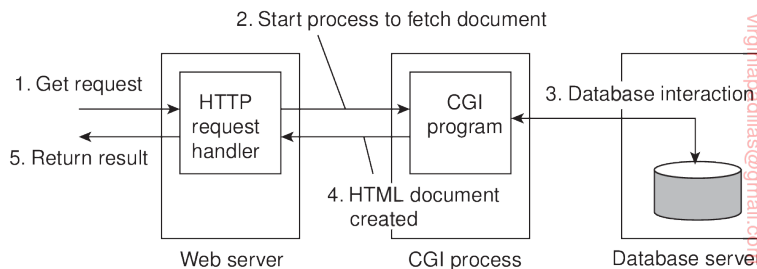 2. Start process to fetch document
1. Get request
HTTP
request
handler
CGI
program
3. Database interaction
5. Return result
4. HTML document
created
Web server
CGI process
Database serve